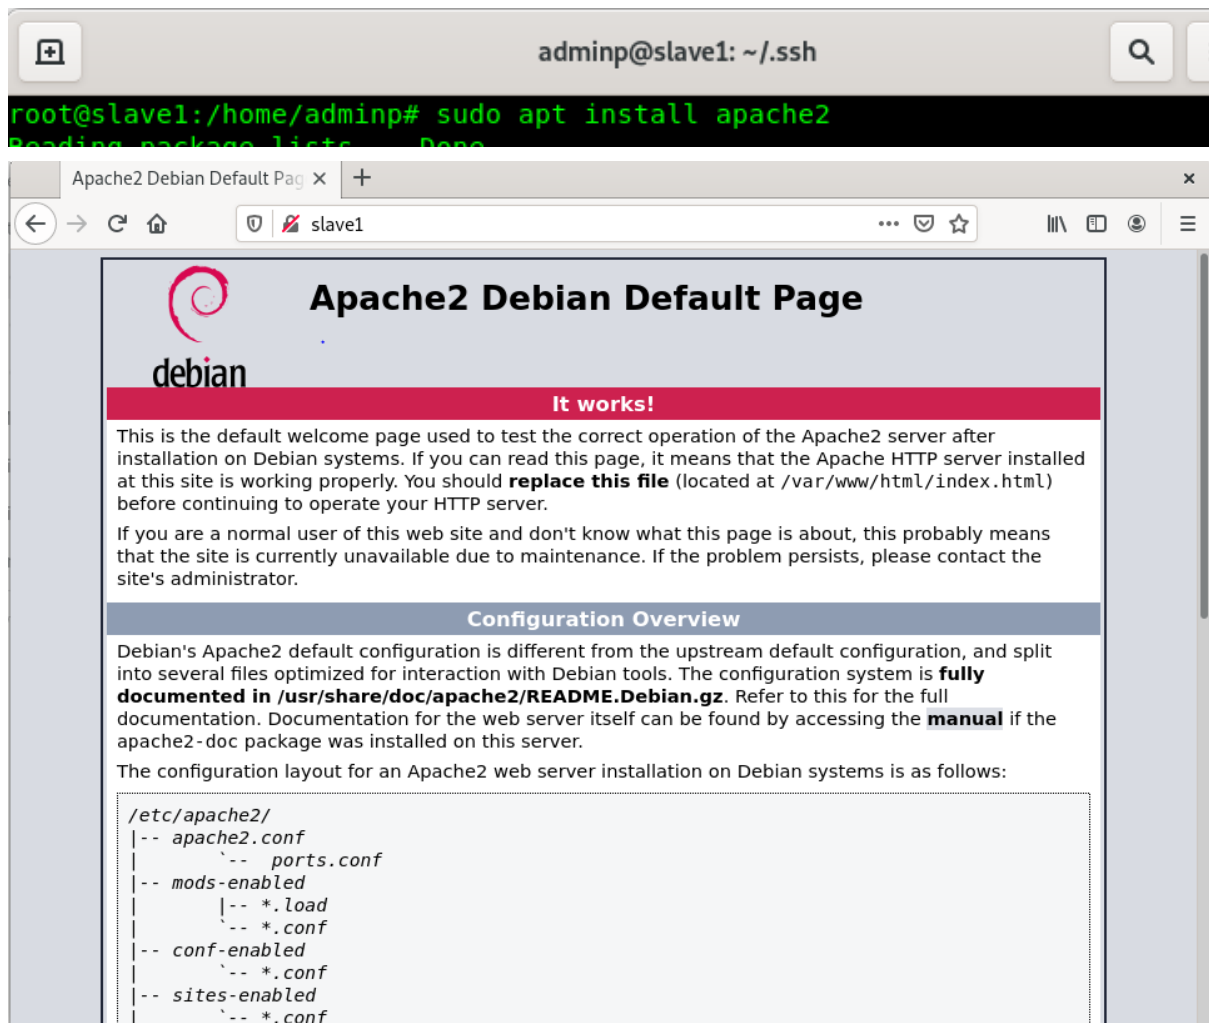 adminp@slave1: ~/.ssh
root@slave1:/home/adminp# sudo apt install apache2
Reading package lists... Done
Apache2 Debian Default Pag
slave1
debian
Apache2 Debian Default Page
It works!
This is the default welcome page used to test the correct operation of the Apache2 server after
installation on Debian systems. If you can read this page, it means that the Apache HTTP server installed
at this site is working properly. You should replace this file (located at /var/www/html/index.html)
before continuing to operate your HTTP server.
If you are a normal user of this web site and don't know what this page is about, this probably means
that the site is currently unavailable due to maintenance. If the problem persists, please contact the
site's administrator.
Configuration Overview
Debian's Apache2 default configuration is different from the upstream default configuration, and split
into several files optimized for interaction with Debian tools. The configuration system is fully
documented in /usr/share/doc/apache2/README.Debian.gz. Refer to this for the full
documentation. Documentation for the web server itself can be found by accessing the manual if the
apache2-doc package was installed on this server.
The configuration layout for an Apache2 web server installation on Debian systems is as follows:
/etc/apache2/
|-- apache2.conf
|       `--  ports.conf
|-- mods-enabled
|       |-- *.load
|       `-- *.conf
|-- conf-enabled
|       `-- *.conf
|-- sites-enabled
|       `-- *.conf